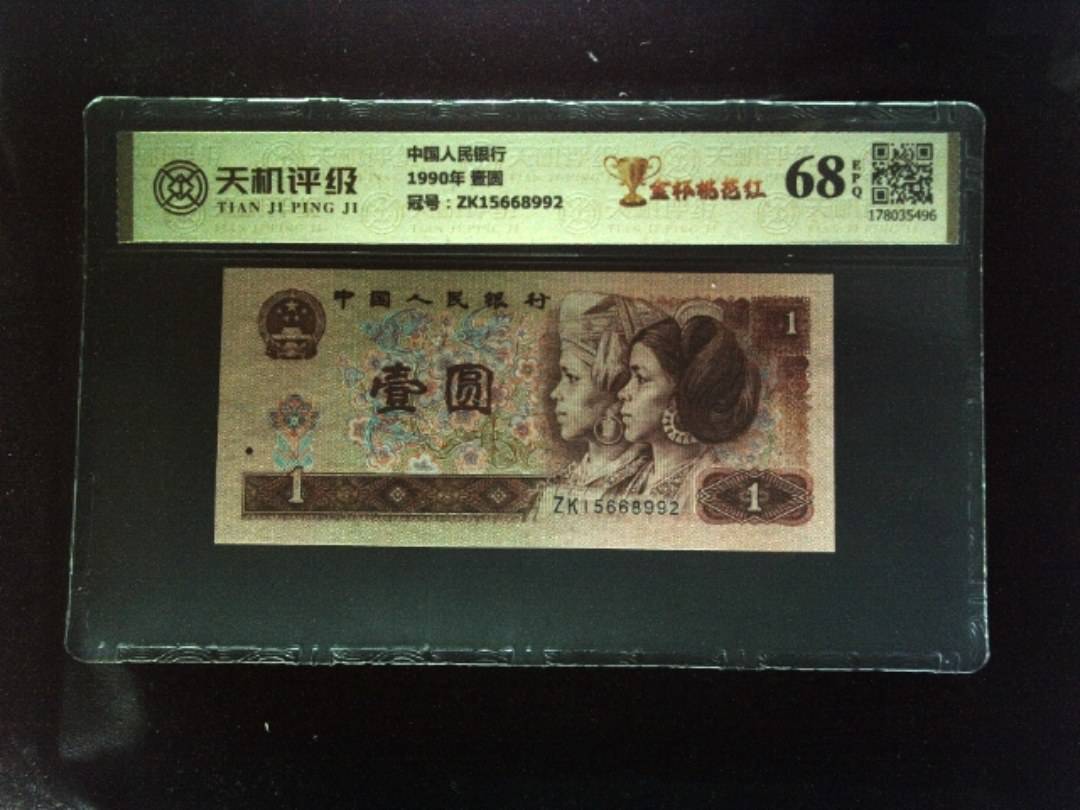 天机评级
TIAN JI PING JI
中国人民银行
1990年 壹圆
冠号：ZK15668992
金杯桃花红
68
EPQ
178035496
中国人民銀行
1
壹圆
1
ZK15668992
1